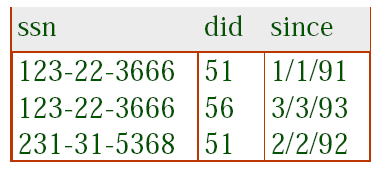 ssn did since
123-22-3666 51 1/1/91
123-22-3666 56 3/3/93
231-31-5368 51 2/2/92